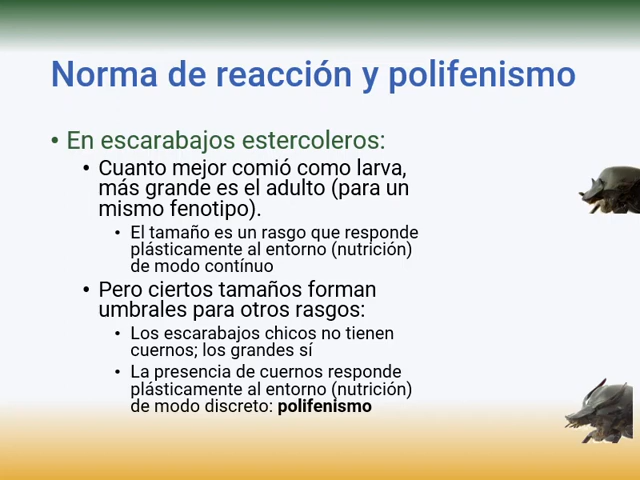 Norma de reacción y polifenismo
• En escarabajos estercoleros:
• Cuanto mejor comió como larva,
más grande es el adulto (para un
mismo fenotipo).
• El tamaño es un rasgo que responde
plásticamente al entorno (nutrición)
de modo contínuo
• Pero ciertos tamaños forman
umbrales para otros rasgos:
• Los escarabajos chicos no tienen
cuernos; los grandes sí
• La presencia de cuernos responde
plásticamente al entorno (nutrición)
de modo discreto: polifenismo